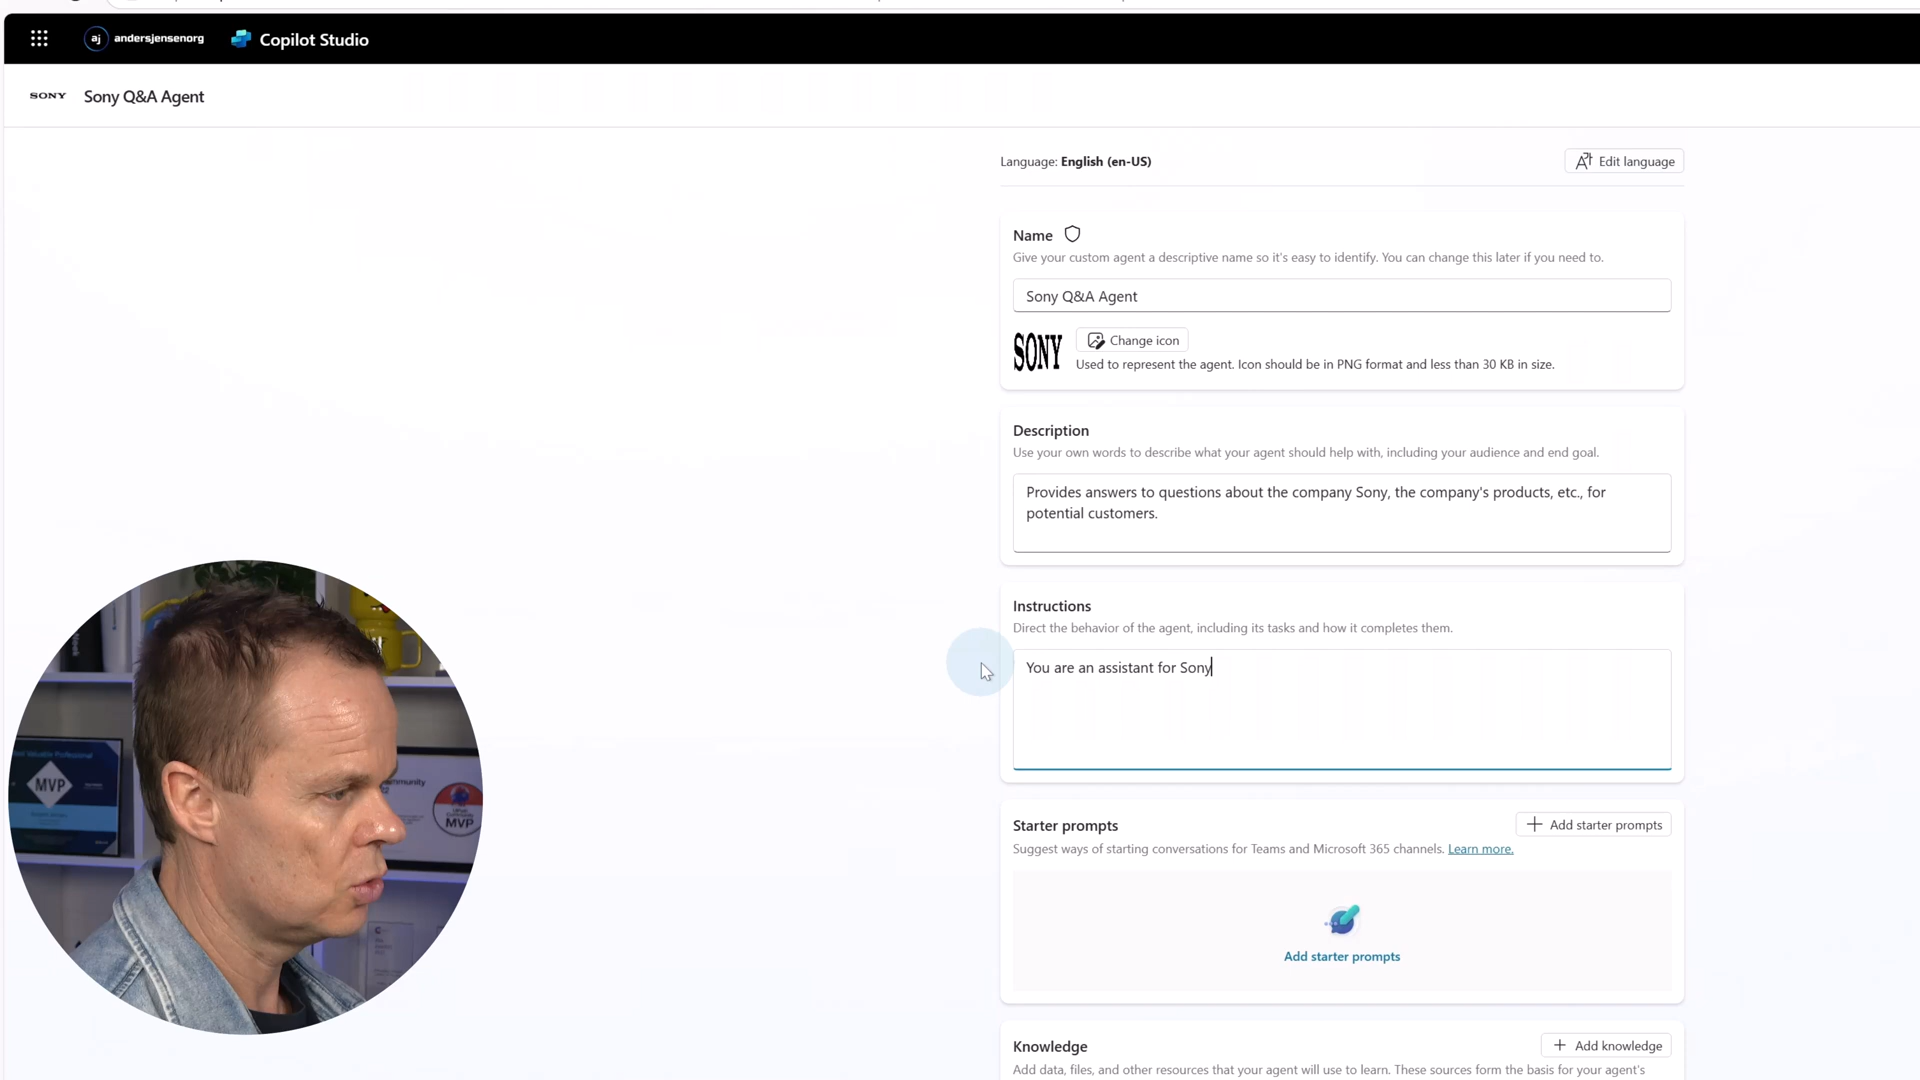 aj andersjensenorg Copilot Studio
SONY Sony Q&A Agent
Language: English (en-US) Edit language
Name
Give your custom agent a descriptive name so it's easy to identify. You can change this later if you need to.
Sony Q&A Agent
SONY Change icon
Used to represent the agent. Icon should be in PNG format and less than 30 KB in size.
Description
Use your own words to describe what your agent should help with, including your audience and end goal.
Provides answers to questions about the company Sony, the company's products, etc., for
potential customers.
Instructions
Direct the behavior of the agent, including its tasks and how it completes them.
You are an assistant for Sony
Starter prompts Add starter prompts
Suggest ways of starting conversations for Teams and Microsoft 365 channels. Learn more.
Add starter prompts
Knowledge Add knowledge
Add data, files, and other resources that your agent will use to learn. These sources form the basis for your agent's
MVP
MVP